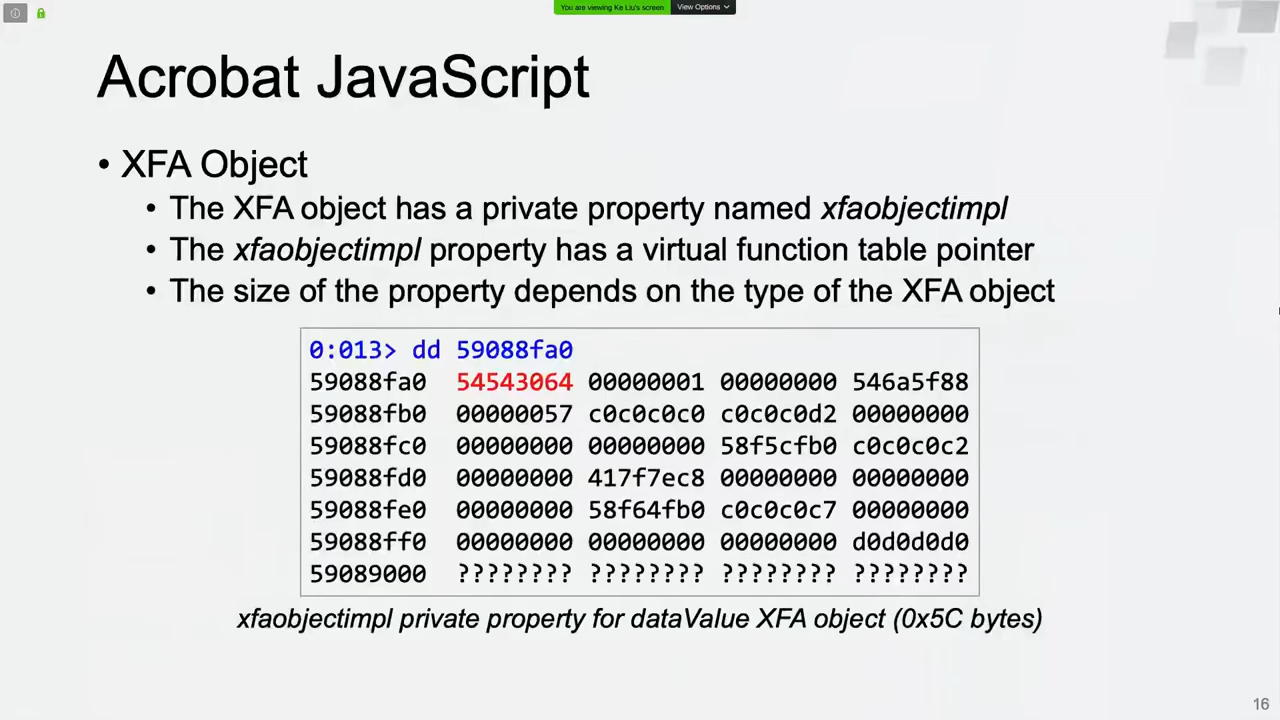 You are viewing Ke Liu's screen
View Options
Acrobat JavaScript
• XFA Object
• The XFA object has a private property named xfaobjectimpl
• The xfaobjectimpl property has a virtual function table pointer
• The size of the property depends on the type of the XFA object
0:013> dd 59088fa0
59088fa0 54543064 00000001 00000000 546a5f88
59088fb0 00000057 c0c0c0c0 c0c0c0d2 00000000
59088fc0 00000000 00000000 58f5cfb0 c0c0c0c2
59088fd0 00000000 417f7ec8 00000000 00000000
59088fe0 00000000 58f64fb0 c0c0c0c7 00000000
59088ff0 00000000 00000000 00000000 d0d0d0d0
59089000 ???????? ???????? ???????? ????????
xfaobjectimpl private property for dataValue XFA object (0x5C bytes)
16